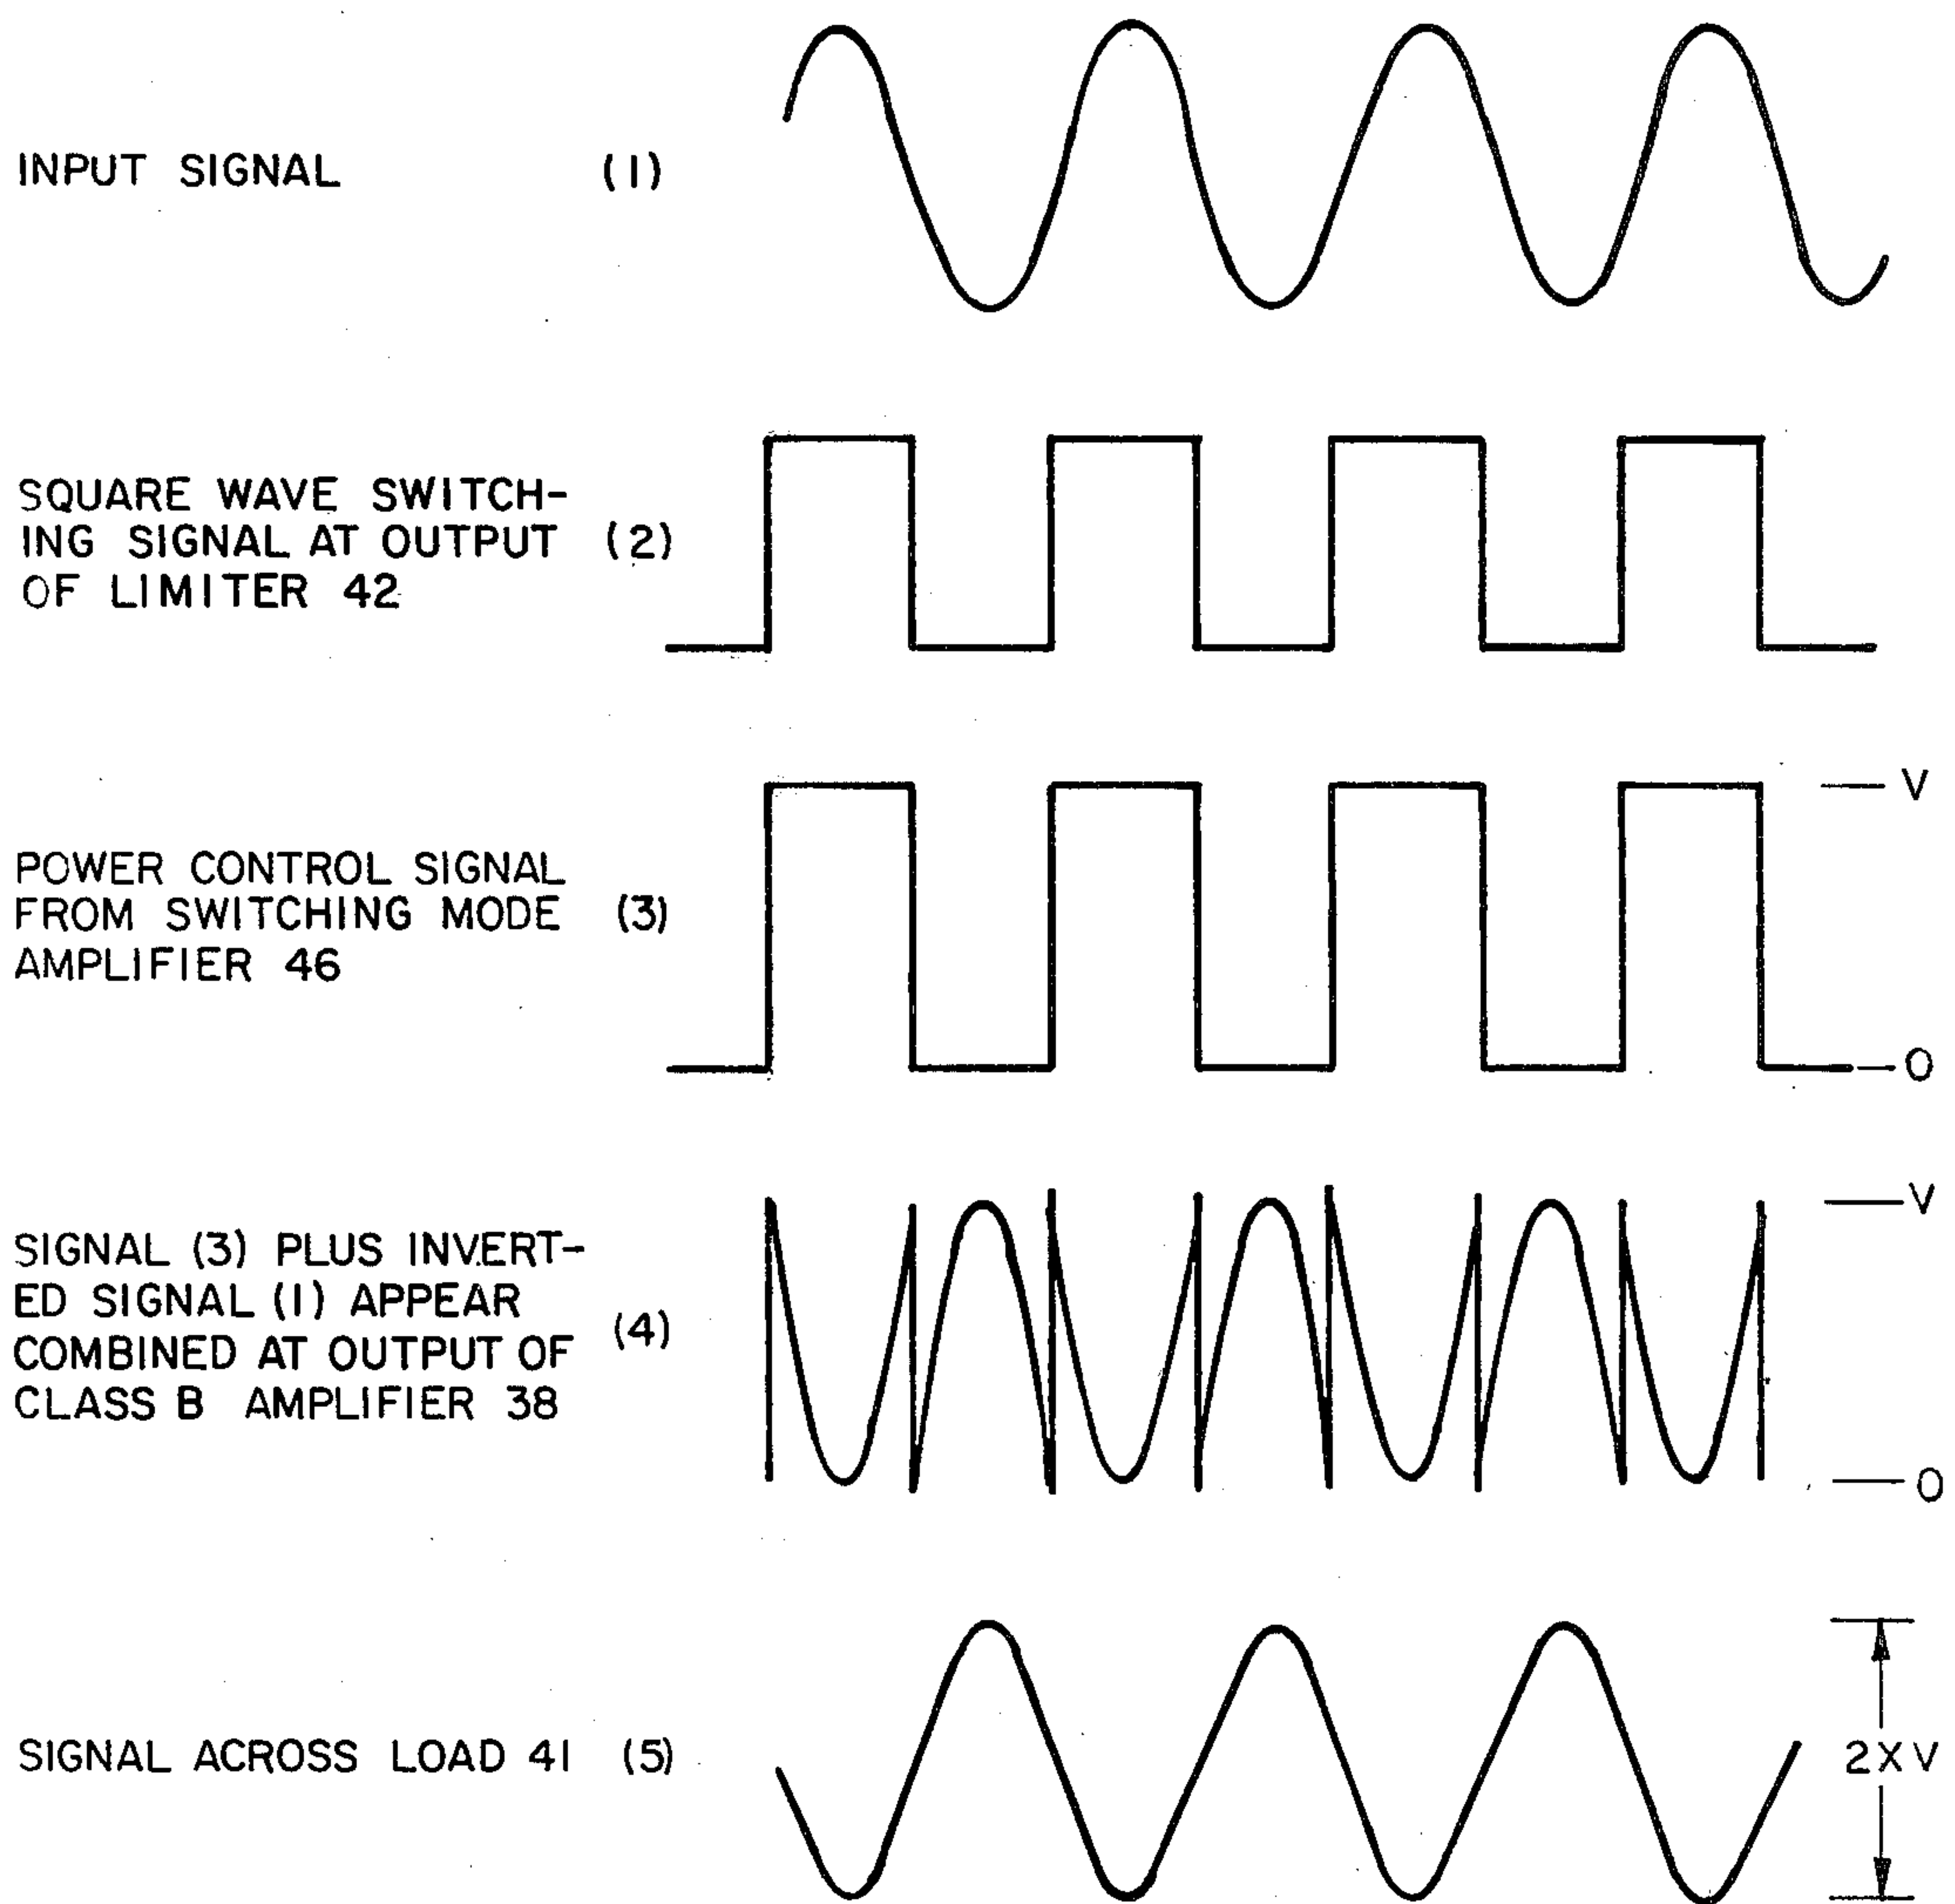 INPUT SIGNAL (1)
SQUARE WAVE SWITCH-
ING SIGNAL AT OUTPUT (2)
OF LIMITER 42
V
POWER CONTROL SIGNAL
FROM SWITCHING MODE (3)
AMPLIFIER 46
0
V
SIGNAL (3) PLUS INVERT-
ED SIGNAL (1) APPEAR
COMBINED AT OUTPUT OF (4)
CLASS B AMPLIFIER 38
0
SIGNAL ACROSS LOAD 41 (5) 2XV